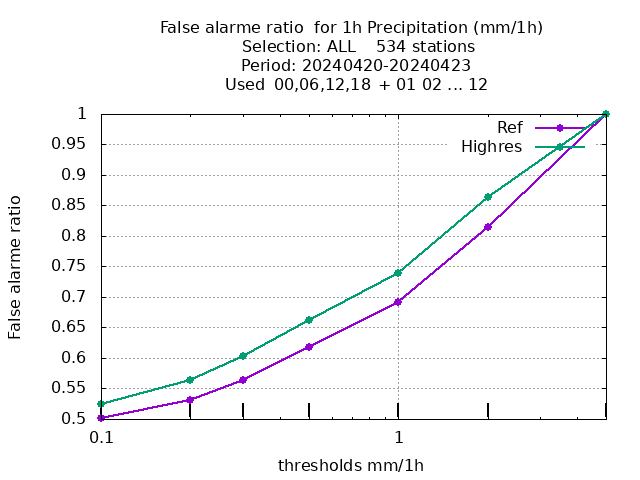 False alarme ratio  for 1h Precipitation (mm/1h)
Selection: ALL    534 stations
Period: 20240420-20240423
Used  00,06,12,18  + 01 02 ... 12
1
0.95
0.9
0.85
0.8
0.75
0.7
0.65
0.6
0.55
0.5
False alarme ratio
Ref
Highres
0.1
1
thresholds mm/1h